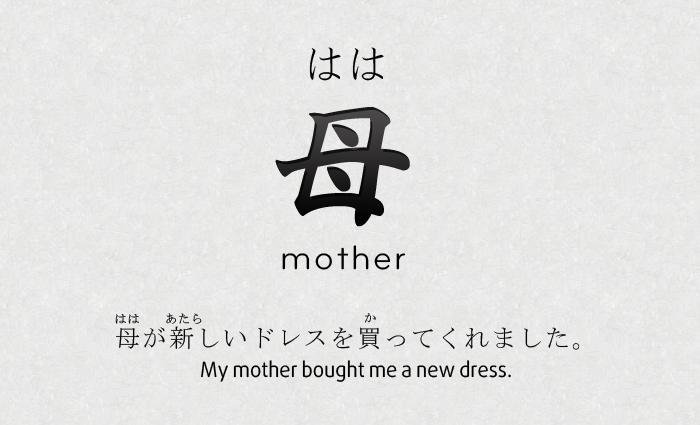 はは
母
mother
はは あたら か
母が新しいドレスを買ってくれました。
My mother bought me a new dress.